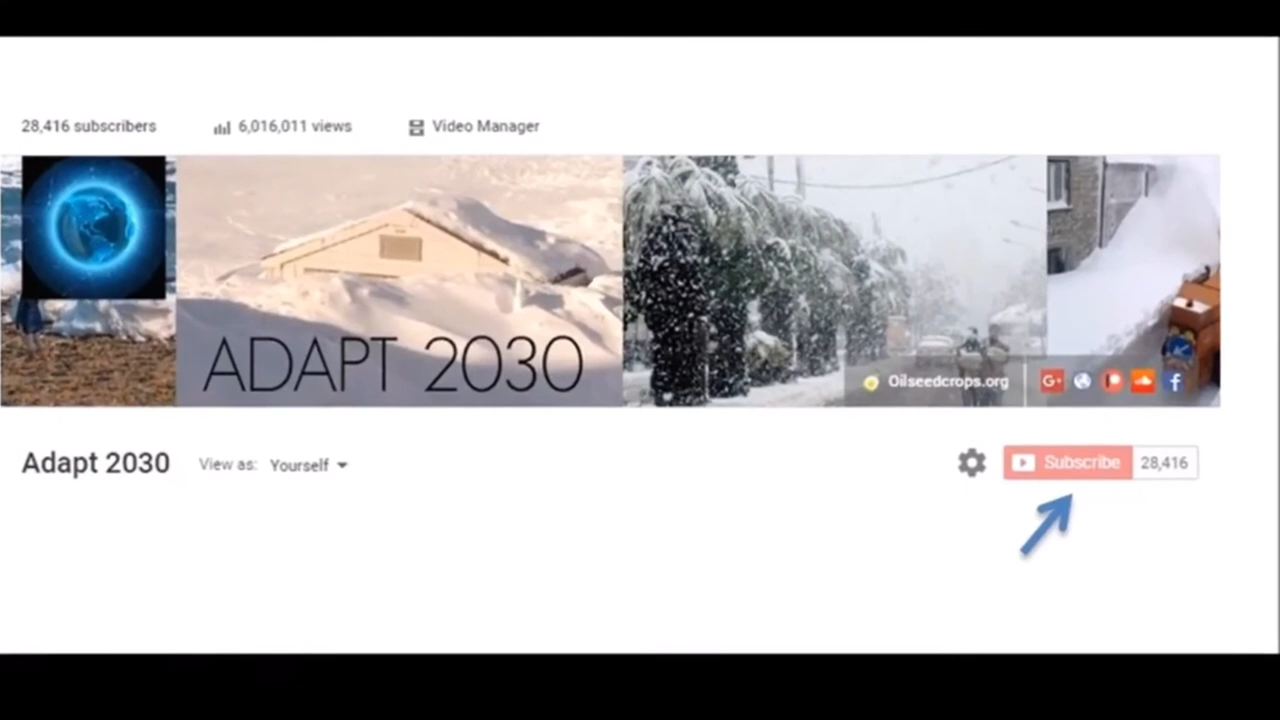 28,416 subscribers 6,016,011 views Video Manager
ADAPT 2030
Oilseedcrops.org G+
Adapt 2030 View as: Yourself Subscribe 28,416